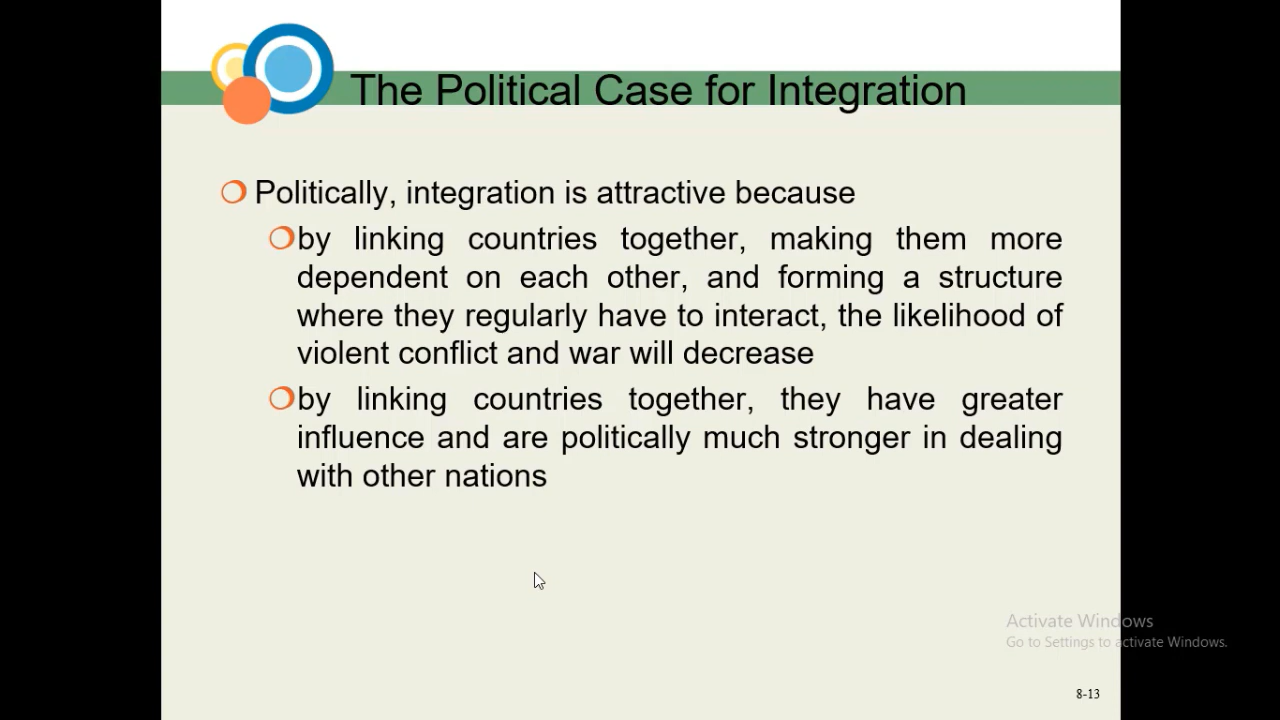 The Political Case for Integration
Politically, integration is attractive because
by linking countries together, making them more
dependent on each other, and forming a structure
where they regularly have to interact, the likelihood of
violent conflict and war will decrease
by linking countries together, they have greater
influence and are politically much stronger in dealing
with other nations
Activate Windows
Go to Settings to activate Windows.
8-13